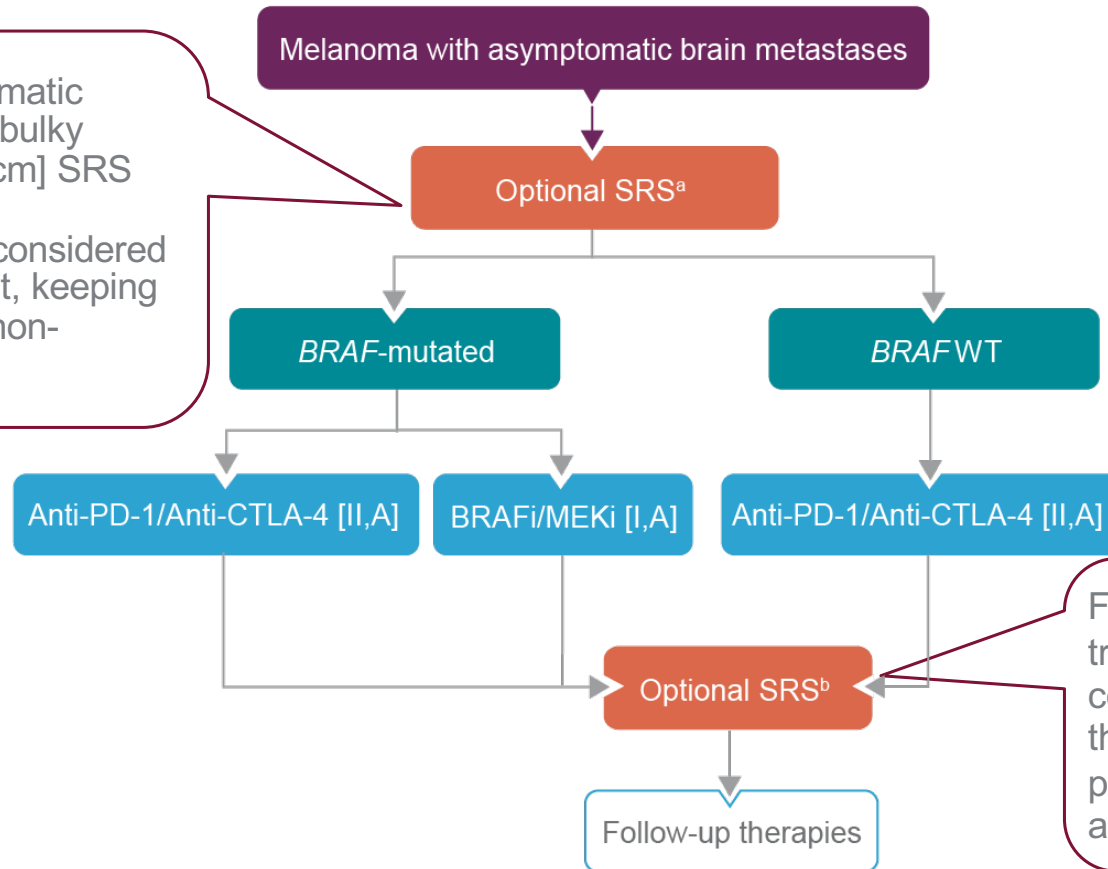 Melanoma with asymptomatic brain metastases
matic
bulky
cm] SRS
considered
t, keeping
non-
Optional SRSᵃ
BRAF-mutated
BRAF WT
Anti-PD-1/Anti-CTLA-4 [II,A]
BRAFi/MEKi [I,A]
Anti-PD-1/Anti-CTLA-4 [II,A]
Optional SRSᵇ
F
tr
co
th
p
a
Follow-up therapies